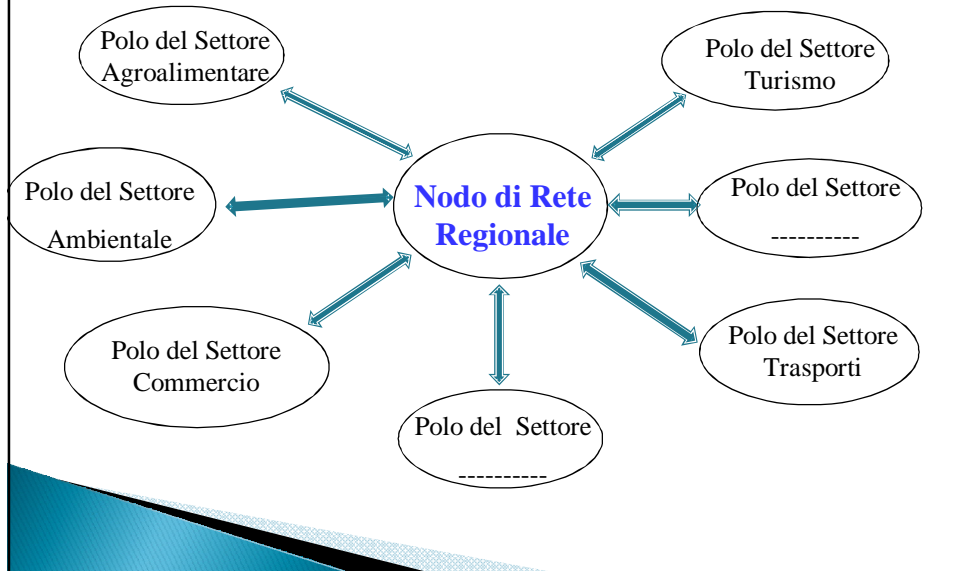 Polo del Settore
Agroalimentare
Polo del Settore
Turismo
Polo del Settore
Ambientale
Nodo di Rete
Regionale
Polo del Settore
----------
Polo del Settore
Commercio
Polo del Settore
Trasporti
Polo del Settore
----------